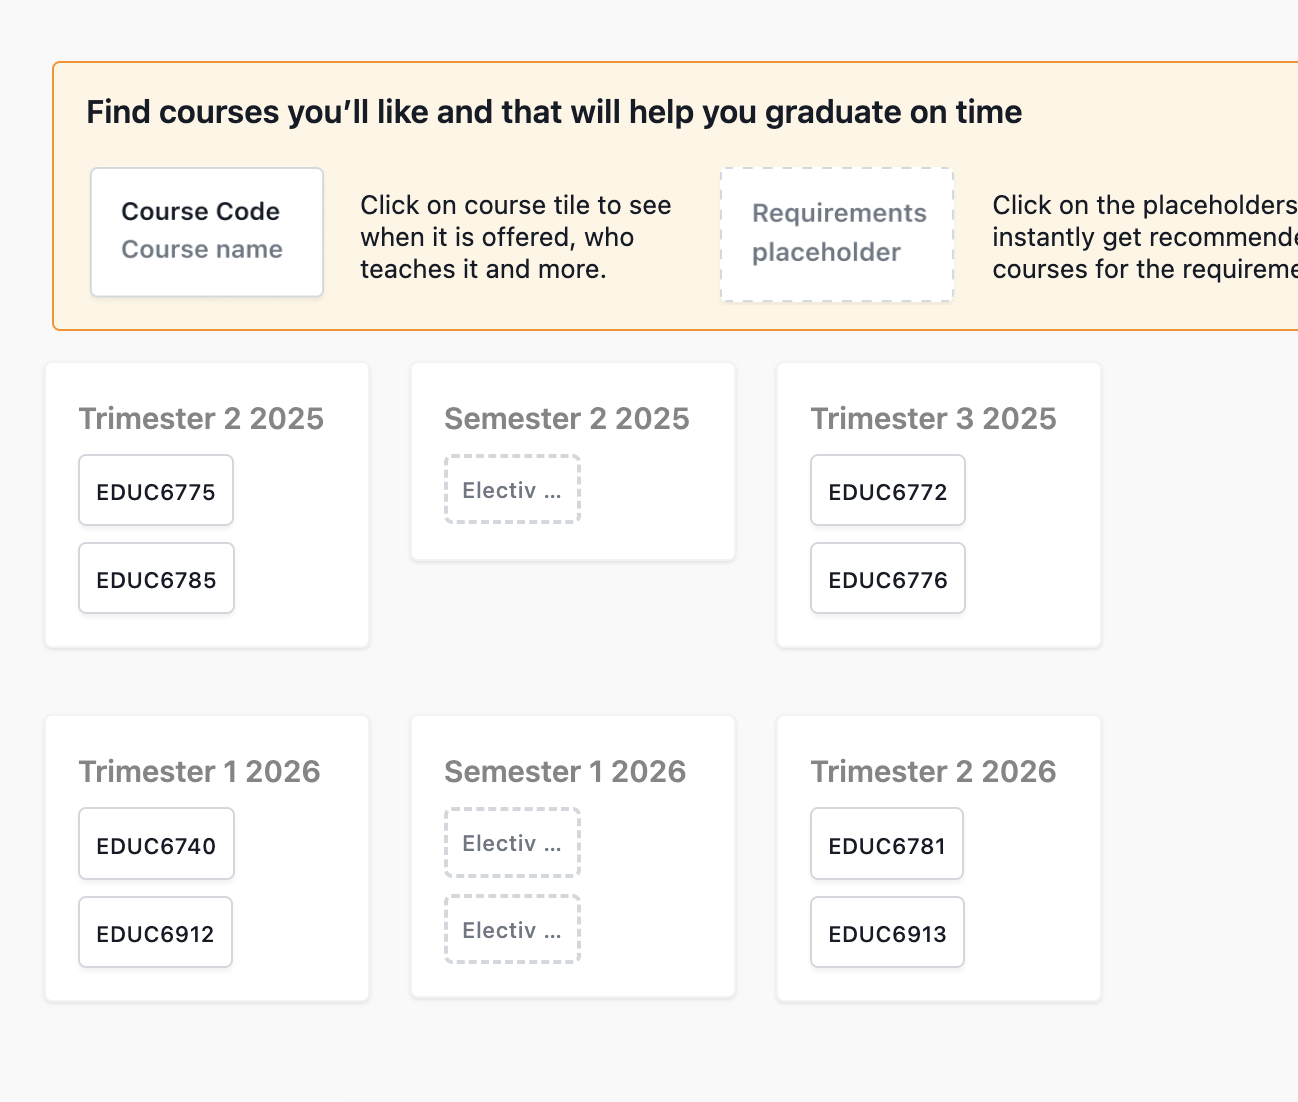 Find courses you’ll like and that will help you graduate on time
Course Code
Course name
Click on course tile to see
when it is offered, who
teaches it and more.
Requirements
placeholder
Click on the placeholders
instantly get recommende
courses for the requireme
Trimester 2 2025
EDUC6775
EDUC6785
Semester 2 2025
Electiv ...
Trimester 3 2025
EDUC6772
EDUC6776
Trimester 1 2026
EDUC6740
EDUC6912
Semester 1 2026
Electiv ...
Electiv ...
Trimester 2 2026
EDUC6781
EDUC6913